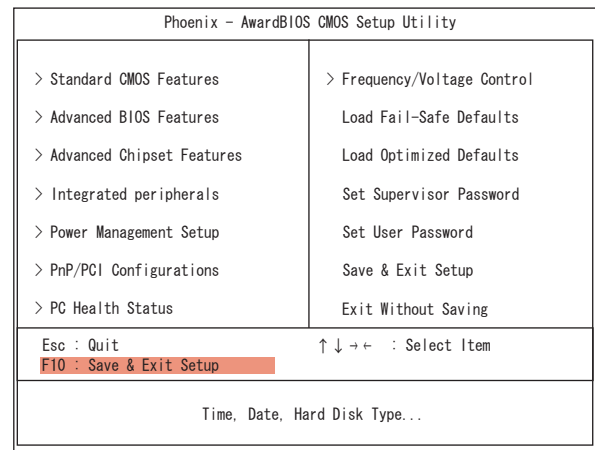 Phoenix - AwardBIOS CMOS Setup Utility
> Standard CMOS Features
> Advanced BIOS Features
> Advanced Chipset Features
> Integrated peripherals
> Power Management Setup
> PnP/PCI Configurations
> PC Health Status
> Frequency/Voltage Control
Load Fail-Safe Defaults
Load Optimized Defaults
Set Supervisor Password
Set User Password
Save & Exit Setup
Exit Without Saving
Esc : Quit
F10 : Save & Exit Setup
↑↓→← : Select Item
Time, Date, Hard Disk Type...